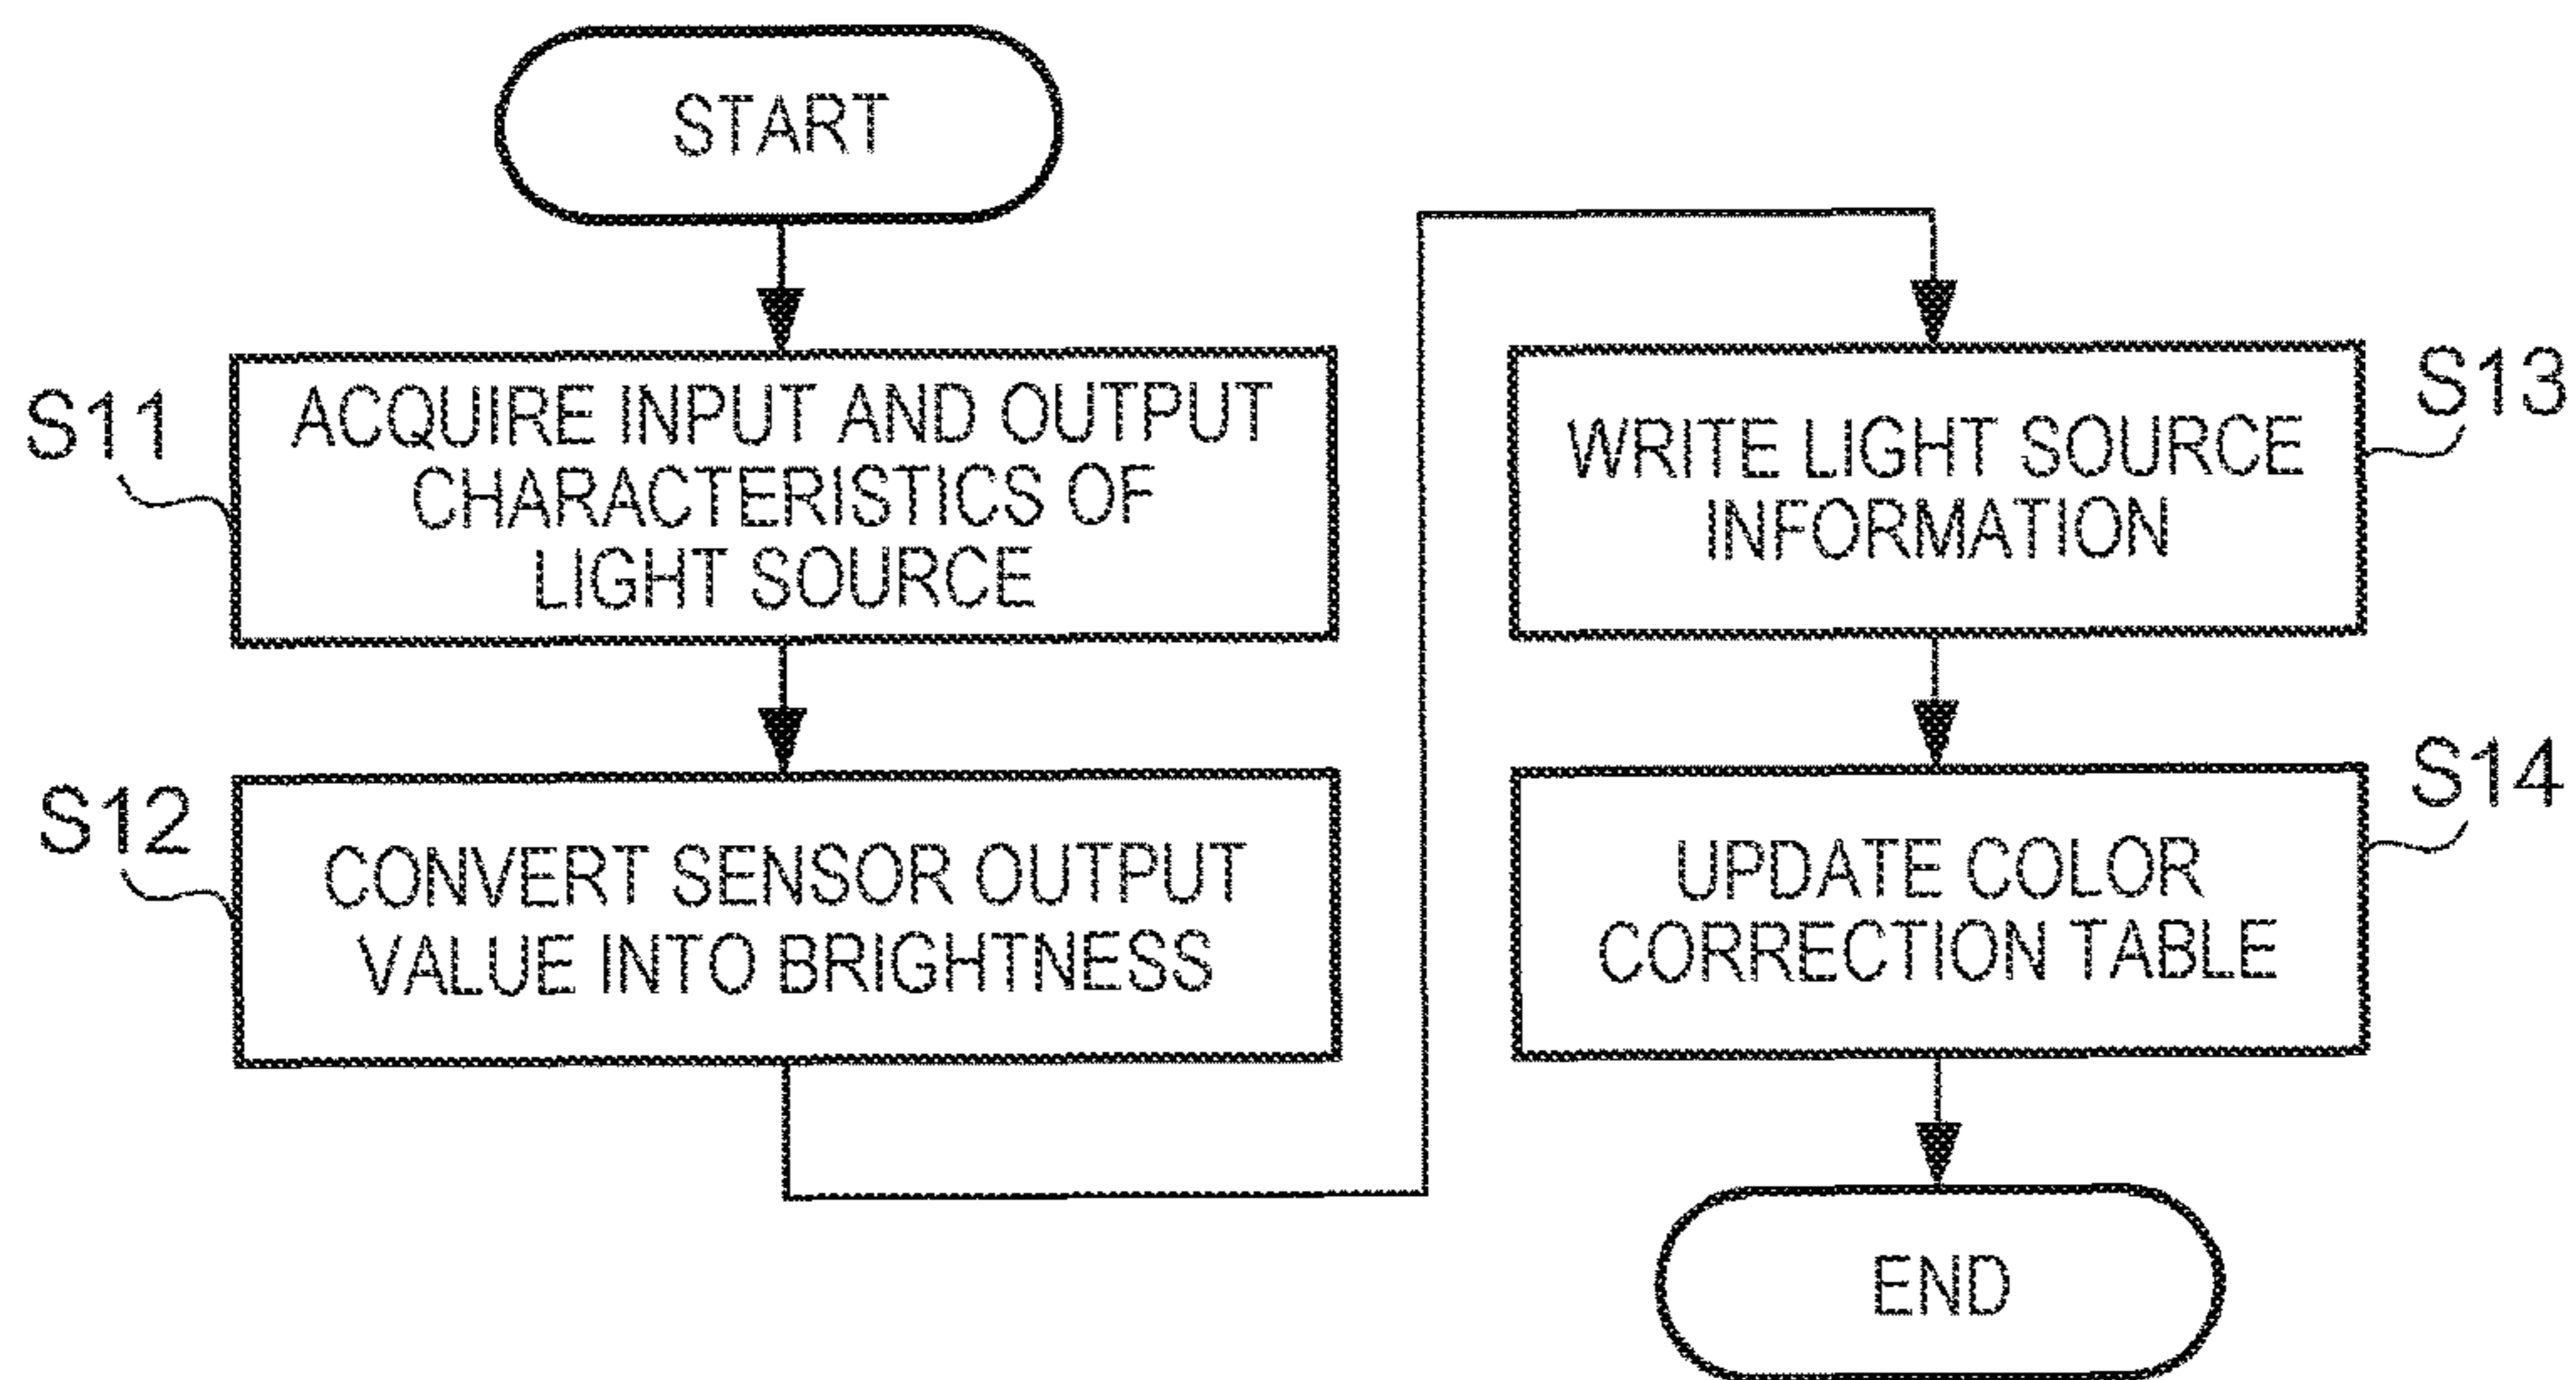 START
S11
ACQUIRE INPUT AND OUTPUT
CHARACTERISTICS OF
LIGHT SOURCE
S12
CONVERT SENSOR OUTPUT
VALUE INTO BRIGHTNESS
S13
WRITE LIGHT SOURCE
INFORMATION
S14
UPDATE COLOR
CORRECTION TABLE
END